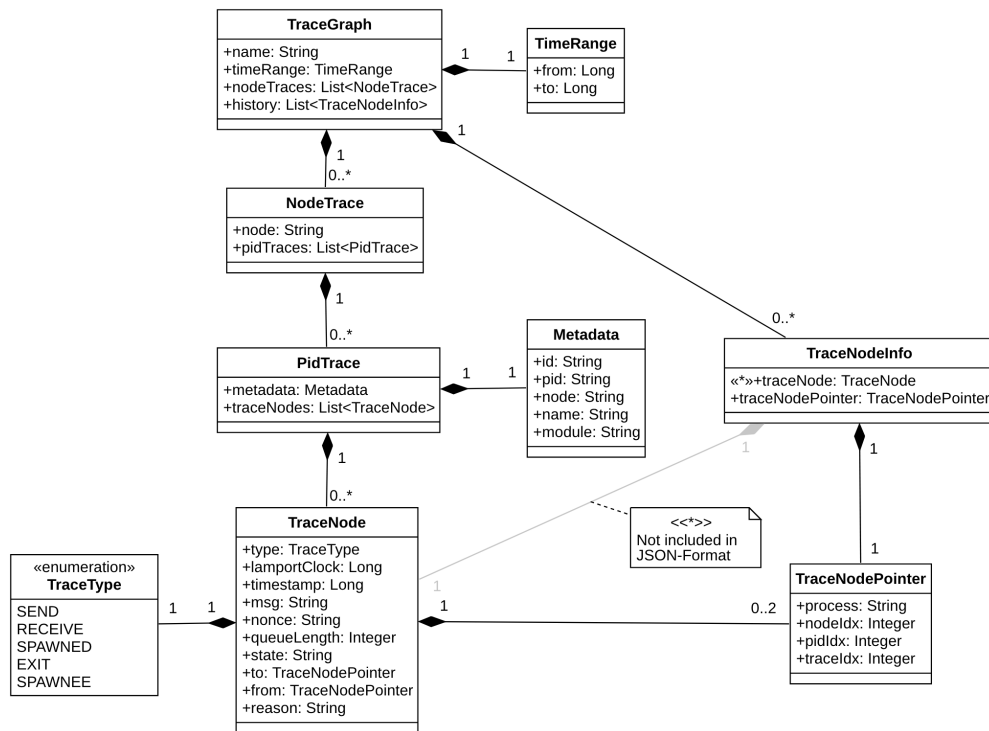 TraceGraph
+name: String
+timeRange: TimeRange
+nodeTraces: List<NodeTrace>
+history: List<TraceNodeInfo>
1
1
TimeRange
+from: Long
+to: Long
1
0..*
1
0..*
NodeTrace
+node: String
+pidTraces: List<PidTrace>
1
0..*
PidTrace
+metadata: Metadata
+traceNodes: List<TraceNode>
1
1
Metadata
+id: String
+pid: String
+node: String
+name: String
+module: String
TraceNodeInfo
«*»+traceNode: TraceNode
+traceNodePointer: TraceNodePointer
1
0..*
1
1
1
1
<<*>>
Not included in
JSON-Format
TraceNode
+type: TraceType
+lamportClock: Long
+timestamp: Long
+msg: String
+nonce: String
+queueLength: Integer
+state: String
+to: TraceNodePointer
+from: TraceNodePointer
+reason: String
«enumeration»
TraceType
SEND
RECEIVE
SPAWNED
EXIT
SPAWNEE
1
1
1
0..2
TraceNodePointer
+process: String
+nodeIdx: Integer
+pidIdx: Integer
+traceIdx: Integer